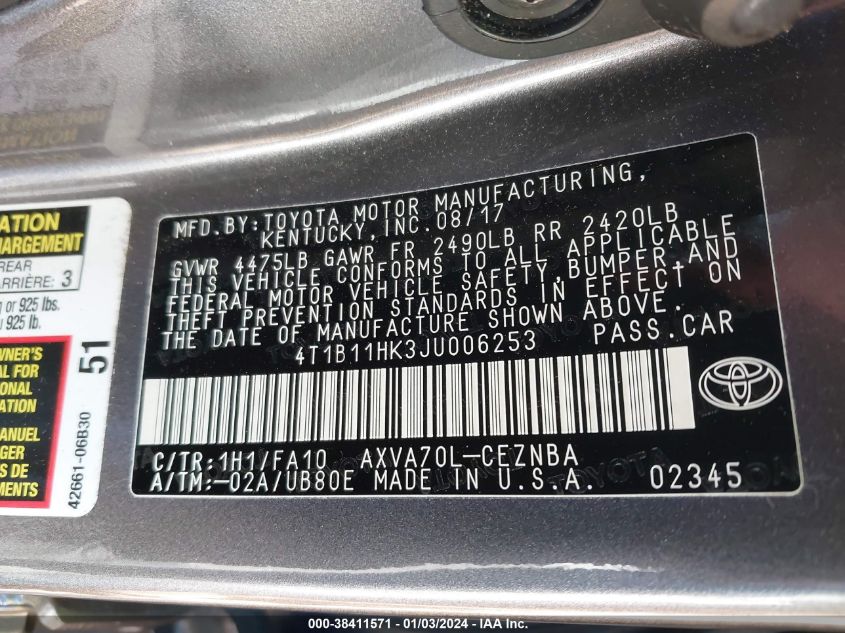 MFD.BY:TOYOTA MOTOR MANUFACTURING,
KENTUCKY,INC.08/17
GVWR 4475LB GAWR FR 2490LB RR 2420LB
THIS VEHICLE CONFORMS TO ALL APPLICABLE
FEDERAL MOTOR VEHICLE SAFETY,BUMPER,AND
THEFT PREVENTION STANDARDS IN EFFECT ON
THE DATE OF MANUFACTURE SHOWN ABOVE.
4T1B11HK3JU006253 PASS.CAR
C/TR:1H1/FA10 AXVA70L-CEZNBA
A/TM:-02A/UB80E MADE IN U.S.A. 02345
ATION
HARGEMENT
REAR
ARRIÈRE: 3
g or 925 lbs.
925 lb.
WNER'S
AL FOR
IONAL
ATION
ANUEL
GER
PLUS
51
42661-06B30
000-38411571 - 01/03/2024 - IAA Inc.